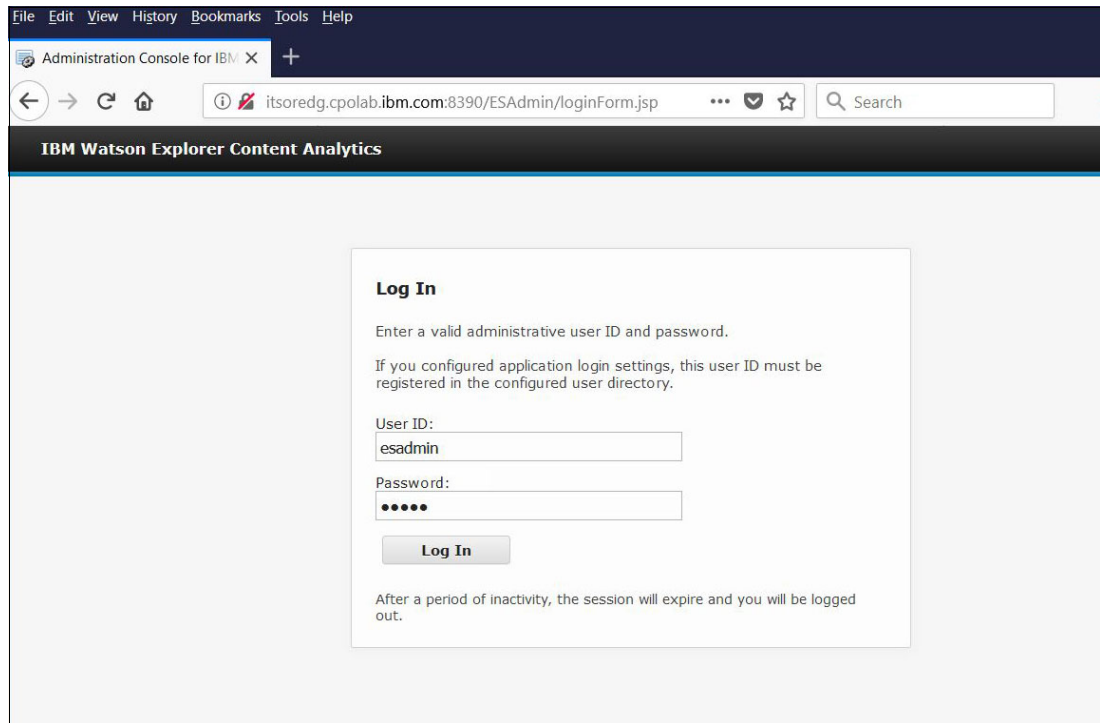 File Edit View History Bookmarks Tools Help
Administration Console for IBM
itsoredg.cpolab.ibm.com:8390/ESAdmin/loginForm.jsp
Search
IBM Watson Explorer Content Analytics
Log In
Enter a valid administrative user ID and password.
If you configured application login settings, this user ID must be
registered in the configured user directory.
User ID:
esadmin
Password:
•••••
Log In
After a period of inactivity, the session will expire and you will be logged
out.